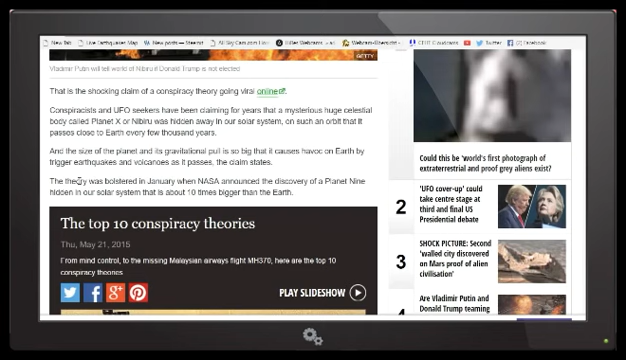 New Tab
Live Earthquakes Map
Twitter
(2) Facebook
GETTY
Vladimir Putin will tell world of Nibiru if Donald Trump is not elected
That is the shocking claim of a conspiracy theory going viral online
Conspiracists and UFO seekers have been claiming for years that a mysterious huge celestial
body called Planet X or Nibiru was hidden away in our solar system, on such an orbit that it
passes close to Earth every few thousand years.
And the size of the planet and its gravitational pull is so big that it causes havoc on Earth by
trigger earthquakes and volcanoes as it passes, the claim states.
The theory was bolstered in January when NASA announced the discovery of a Planet Nine
hidden in our solar system that is about 10 times bigger than the Earth.
The top 10 conspiracy theories
Thu, May 21, 2015
From mind control, to the missing Malaysian airways flight MH370, here are the top 10
conspiracy theories
PLAY SLIDESHOW
Could this be 'world's first photograph of
extraterrestrial and proof grey aliens exist?
2
'UFO cover-up' could
take centre stage at
third and final US
Presidential debate
3
SHOCK PICTURE: Second
'walled city discovered
on Mars proof of alien
civilisation'
4
Are Vladimir Putin and
Donald Trump teaming